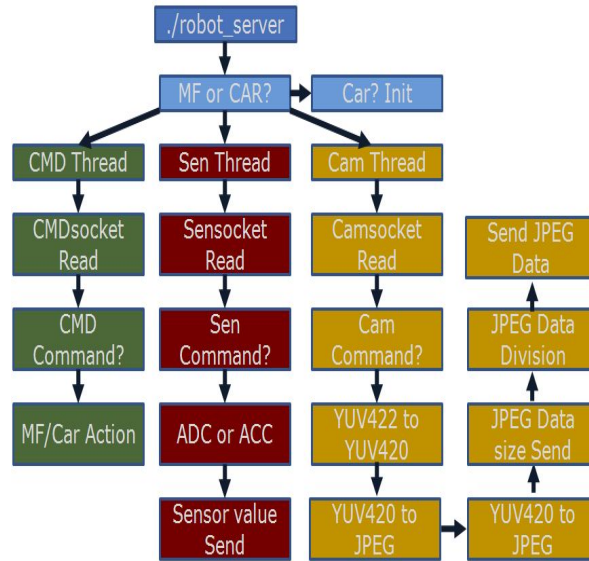 ./robot_server
MF or CAR?
Car? Init
CMD Thread
CMDsocket
Read
CMD
Command?
MF/Car Action
Sen Thread
Sensocket
Read
Sen
Command?
ADC or ACC
Sensor value
Send
Cam Thread
Camsocket
Read
Cam
Command?
YUV422 to
YUV420
YUV420 to
JPEG
YUV420 to
JPEG
JPEG Data
size Send
JPEG Data
Division
Send JPEG
Data